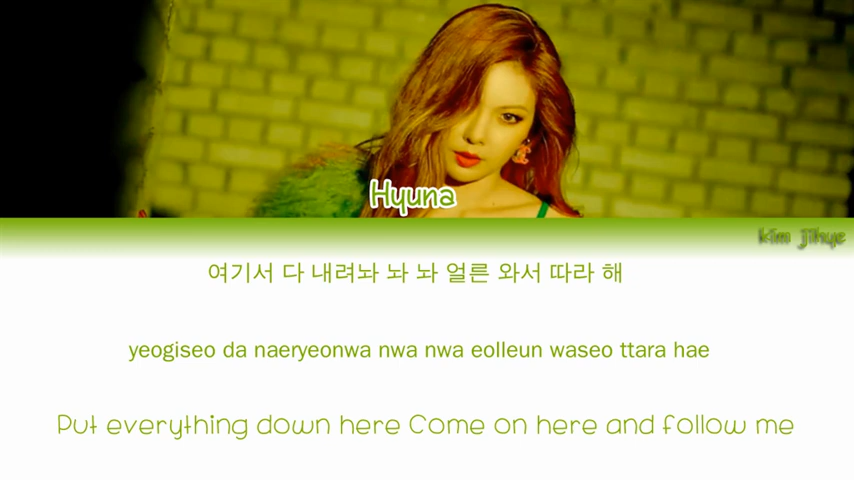 Hyuna
Kim Jihye
여기서 다 내려놔 놔 놔 얼른 와서 따라 해
yeogiseo da naeryeonwa nwa nwa eolleun waseo ttara hae
Put everything down here Come on here and follow me